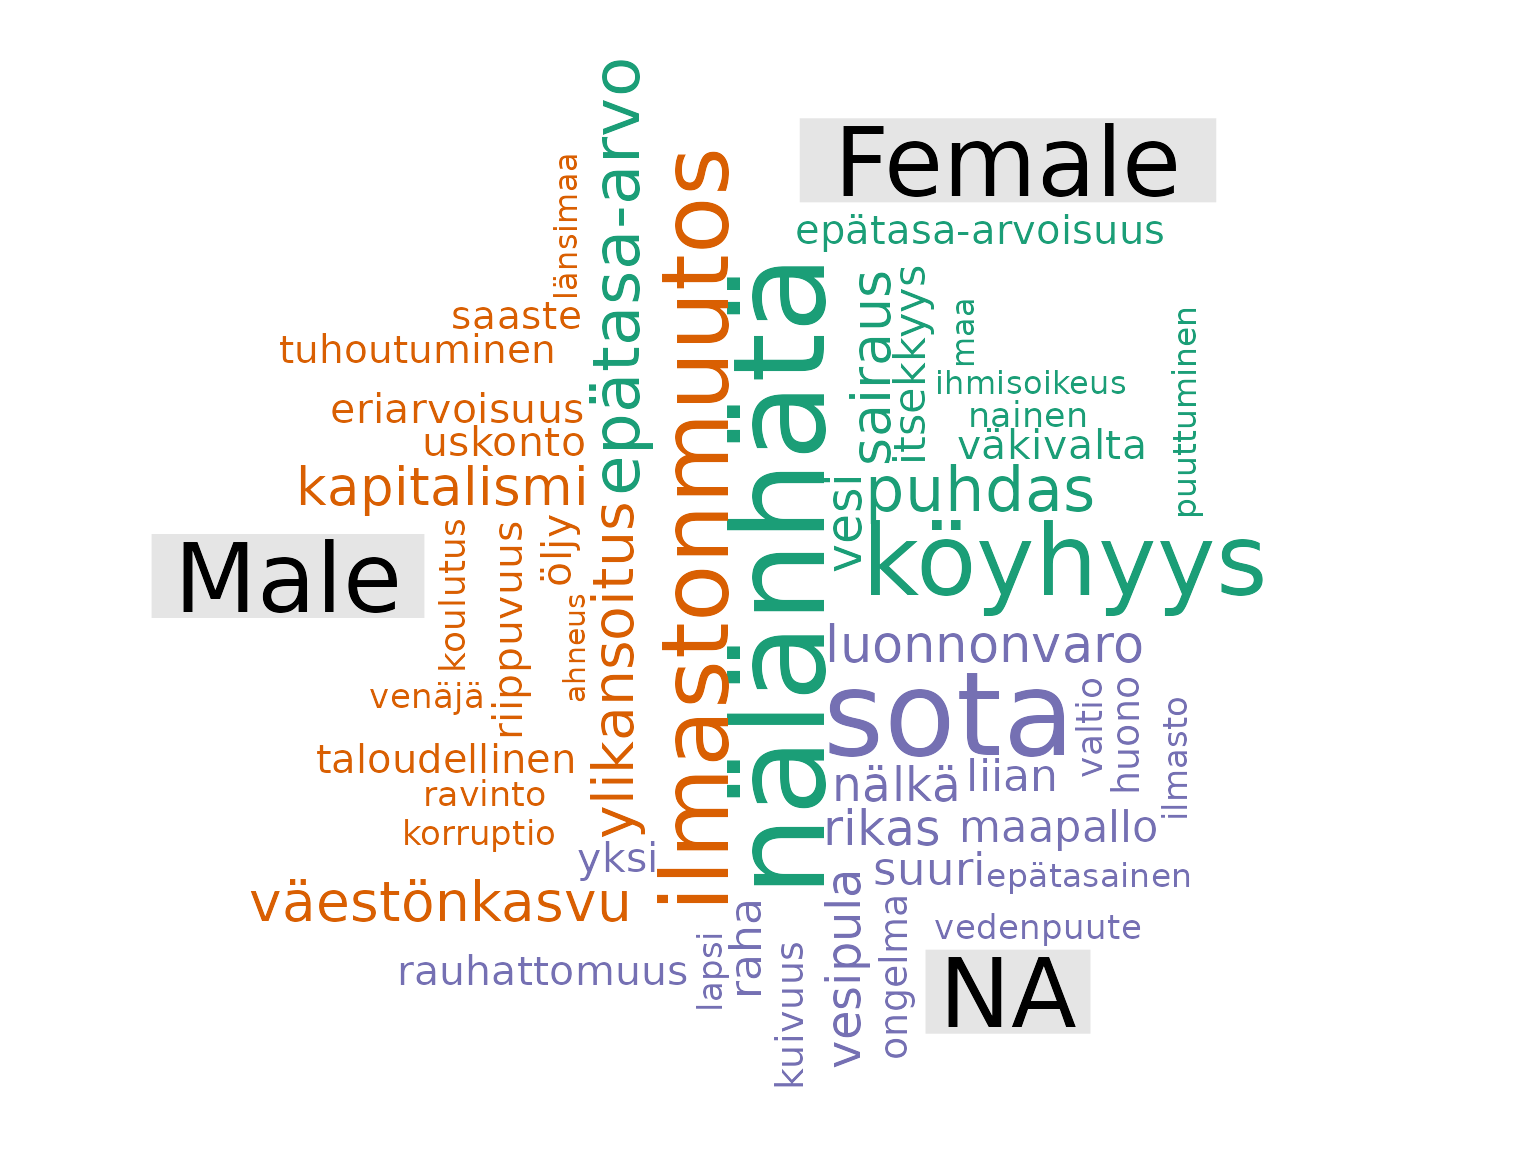 Female
epätasa-arvoisuus
epätasa-arvo
länsimaa
saaste
tuhoutuminen
eriarvoisuus
uskonto
kapitalismi
ilmastonmuutos
nälänhätä
sairaus
itsekkyys
maa
ihmisoikeus
nainen
väkivalta
puuttuminen
vesi
puhdas
köyhyys
Male
koulutus
riippuvuus
öljy
ahneus
ylikansoitus
venäjä
taloudellinen
ravinto
korruptio
yksi
väestönkasvu
rauhattomuus
luonnonvaro
sota
valtio
huono
ilmasto
nälkä
liian
rikas
maapallo
suuri
epätasainen
lapsi
raha
kuivuus
vesipula
ongelma
vedenpuute
NA